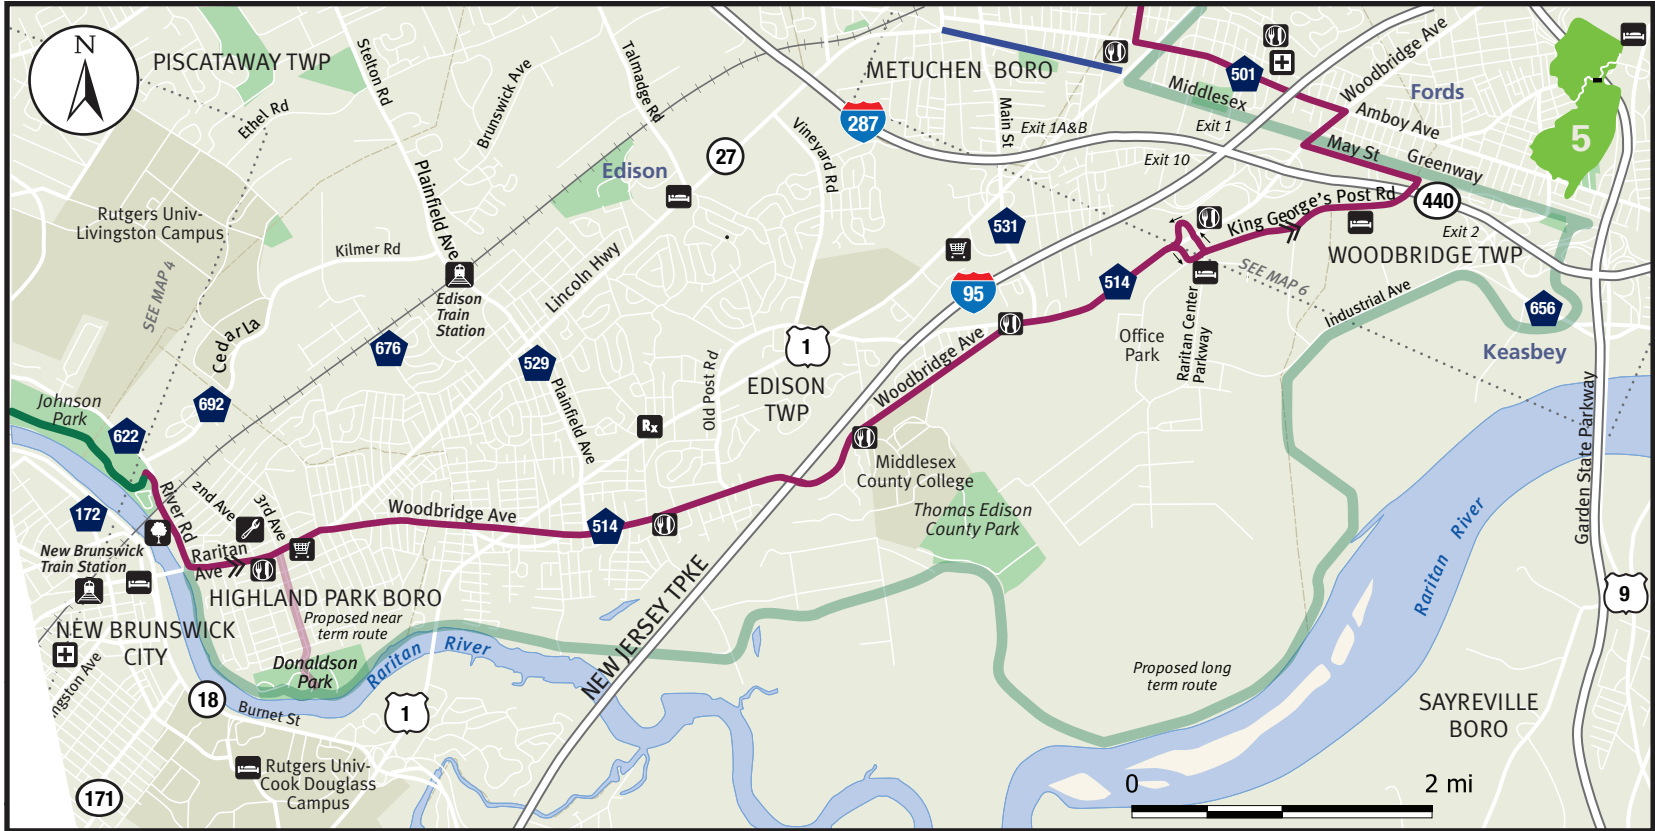 N
PISCATAWAY TWP
Stelton Rd
Ethel Rd
Brunswick Ave
Talmadge Rd
27
Edison
Vineyard Rd
287
METUCHEN BORO
Main St
Exit 1A&B
Middlesex
Greenway
Exit 1
Exit 10
501
Woodbridge Ave
Amboy Ave
Fords
May St
5
440
Exit 2
King George's Post Rd
WOODBRIDGE TWP
SEE MAP 6
Industrial Ave
656
Keasbey
Rutgers Univ-
Livingston Campus
SEE MAP 4
Kilmer Rd
Plainfield Ave
Edison
Train
Station
Lincoln Hwy
Cedar La
676
692
529
Plainfield Ave
Rx
Old Post Rd
1
EDISON
TWP
531
95
514
Woodbridge Ave
Office
Park
Raritan Center
Parkway
Johnson
Park
622
172
River Rd
2nd Ave
3rd Ave
Raritan
Ave
New Brunswick
Train Station
HIGHLAND PARK BORO
Proposed near
term route
NEW BRUNSWICK
CITY
ngston Ave
Donaldson
Park
Raritan River
18
Burnet St
1
171
Rutgers Univ-
Cook Douglass
Campus
Woodbridge Ave
514
NEW JERSEY TPKE
Middlesex
County College
Thomas Edison
County Park
Proposed long
term route
Raritan River
Garden State Parkway
9
SAYREVILLE
BORO
0 2 mi